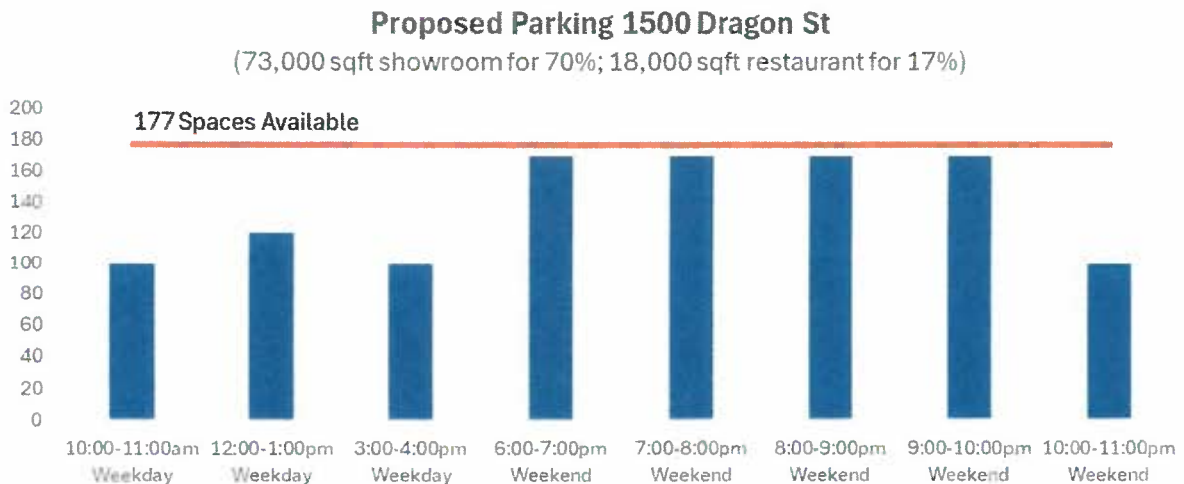 Proposed Parking 1500 Dragon St
(73,000 sqft showroom for 70%; 18,000 sqft restaurant for 17%)
200
177 Spaces Available
180
160
140
120
100
80
60
40
20
0
10:00-11:00am 12:00-1:00pm 3:00-4:00pm 6:00-7:00pm 7:00-8:00pm 8:00-9:00pm 9:00-10:00pm 10:00-11:00pm
Weekday Weekday Weekday Weekend Weekend Weekend Weekend Weekend